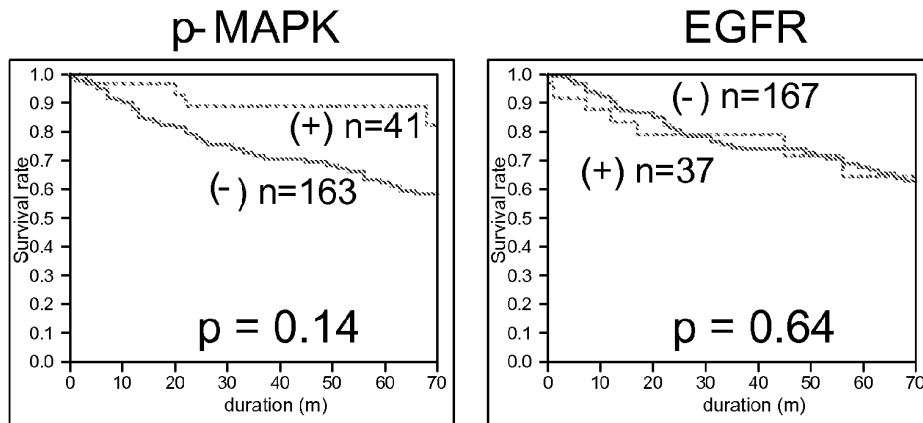 p-MAPK
Survival rate
1.0
0.9
0.8
0.7
0.6
0.5
0.4
0.3
0.2
0.1
0.0
(+) n=41
(-) n=163
p = 0.14
0 10 20 30 40 50 60 70
duration (m)
EGFR
Survival rate
1.0
0.9
0.8
0.7
0.6
0.5
0.4
0.3
0.2
0.1
0.0
(-) n=167
(+) n=37
p = 0.64
0 10 20 30 40 50 60 70
duration (m)